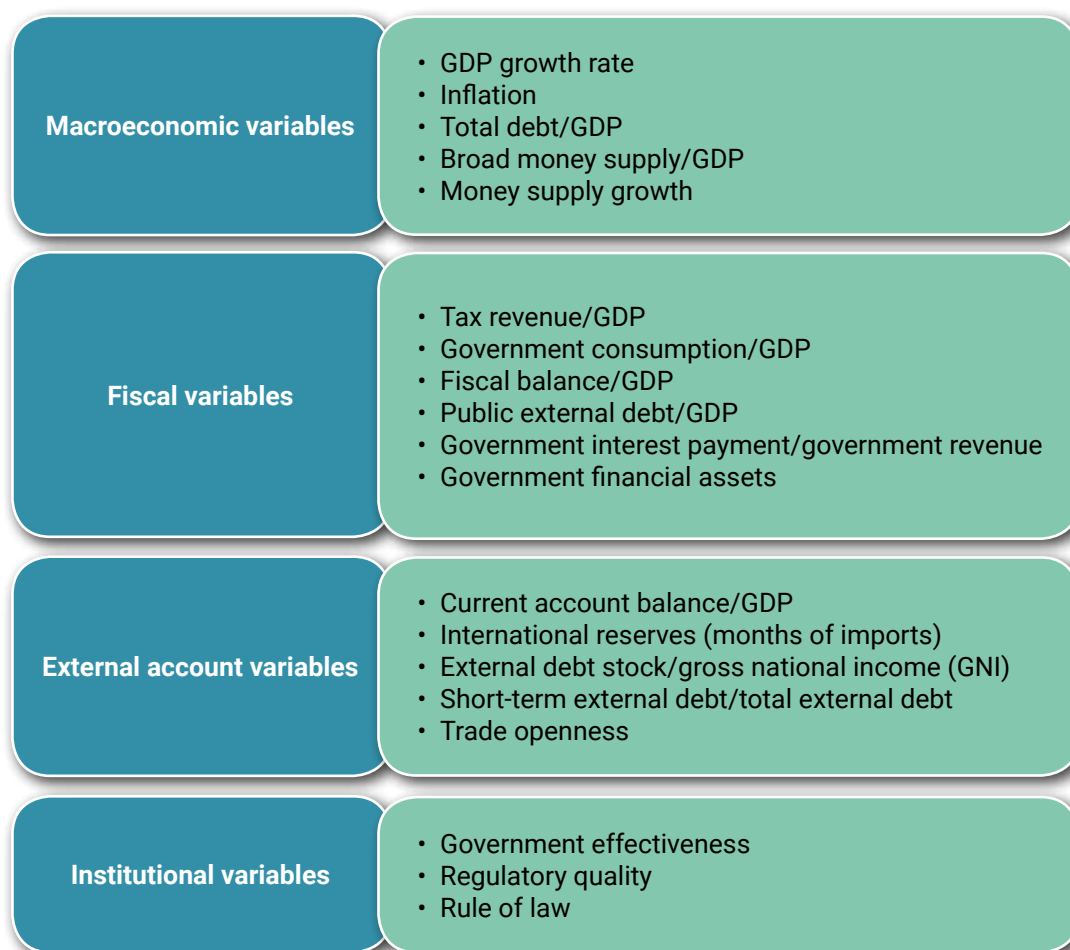 Macroeconomic variables
• GDP growth rate
• Inflation
• Total debt/GDP
• Broad money supply/GDP
• Money supply growth
Fiscal variables
• Tax revenue/GDP
• Government consumption/GDP
• Fiscal balance/GDP
• Public external debt/GDP
• Government interest payment/government revenue
• Government financial assets
External account variables
• Current account balance/GDP
• International reserves (months of imports)
• External debt stock/gross national income (GNI)
• Short-term external debt/total external debt
• Trade openness
Institutional variables
• Government effectiveness
• Regulatory quality
• Rule of law